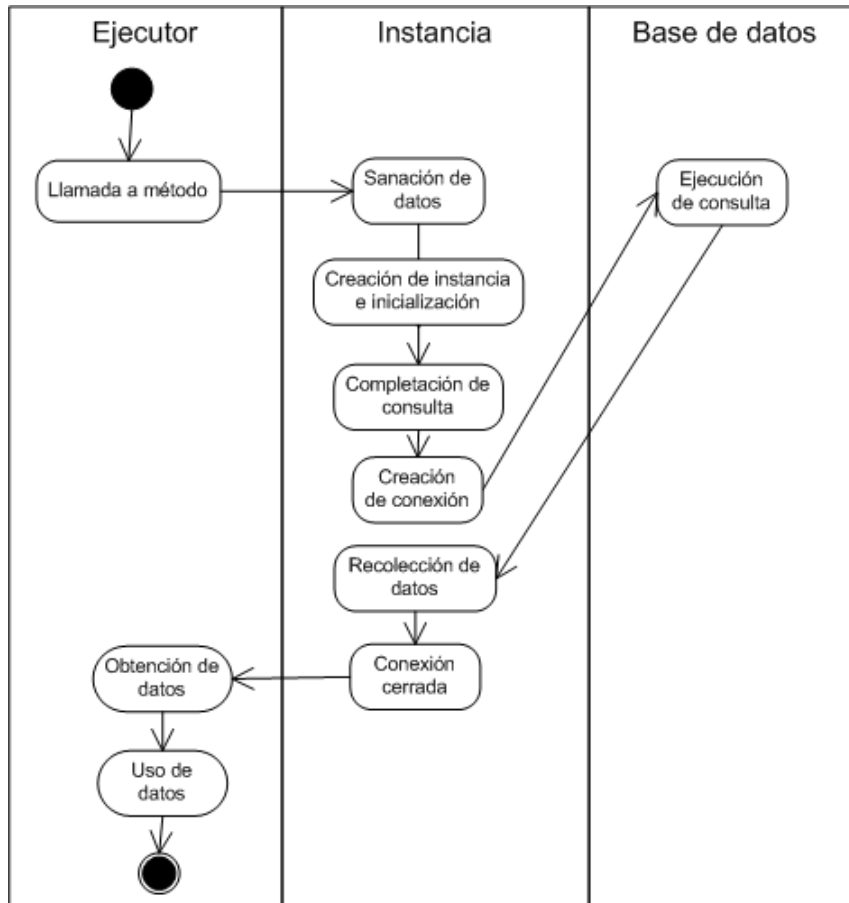 Ejecutor
Instancia
Base de datos
Llamada a método
Sanación de
datos
Ejecución
de consulta
Creación de instancia
e inicialización
Completación de
consulta
Creación
de conexión
Recolección de
datos
Conexión
cerrada
Obtención de
datos
Uso de
datos